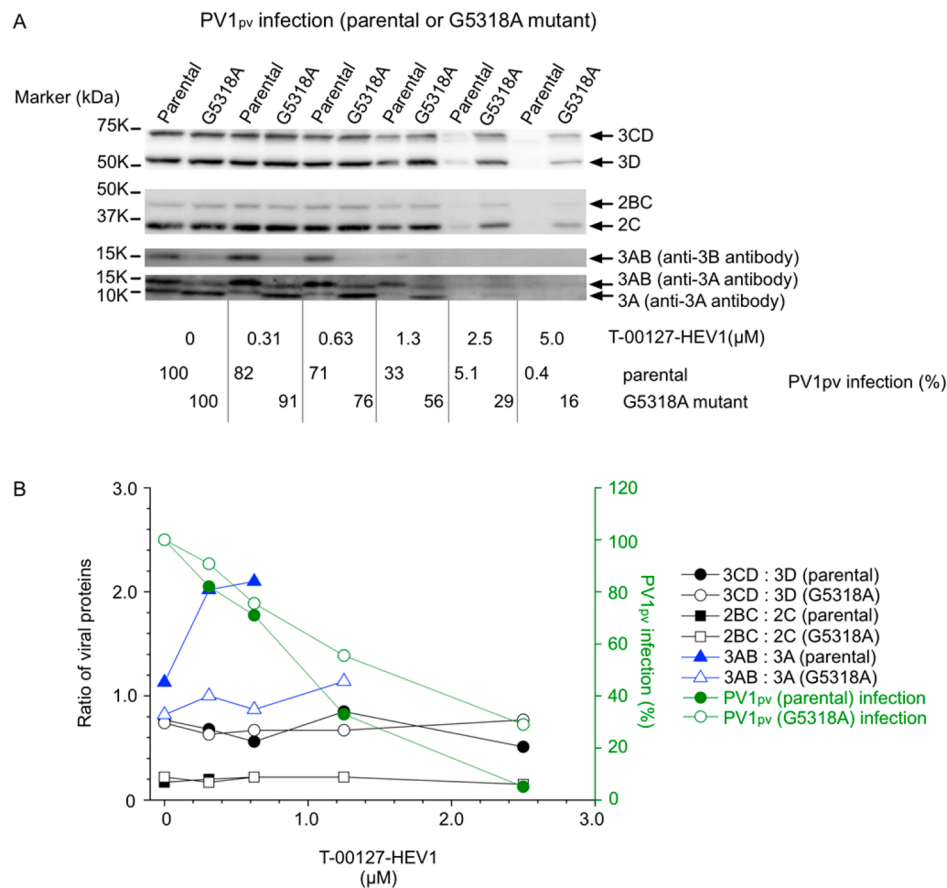 A
PV1pv infection (parental or G5318A mutant)
Marker (kDa)
Parental G5318A Parental G5318A Parental G5318A Parental G5318A Parental G5318A Parental G5318A
75K
3CD
50K
3D
50K
2BC
37K
2C
15K
3AB (anti-3B antibody)
15K
3AB (anti-3A antibody)
10K
3A (anti-3A antibody)
0 0.31 0.63 1.3 2.5 5.0 T-00127-HEV1(μM)
100 82 71 33 5.1 0.4 parental PV1pv infection (%)
100 91 76 56 29 16 G5318A mutant
B
3.0
2.0
1.0
0
Ratio of viral proteins
120
100
80
60
40
20
0
PV1pv infection (%)
0 1.0 2.0 3.0
T-00127-HEV1
(μM)
3CD : 3D (parental)
3CD : 3D (G5318A)
2BC : 2C (parental)
2BC : 2C (G5318A)
3AB : 3A (parental)
3AB : 3A (G5318A)
PV1pv (parental) infection
PV1pv (G5318A) infection